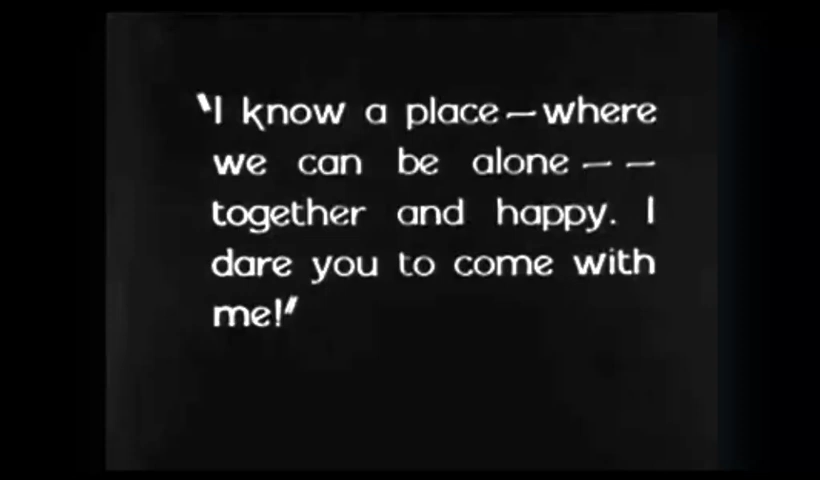 "I know a place—where
we can be alone— —
together and happy. I
dare you to come with
me!"